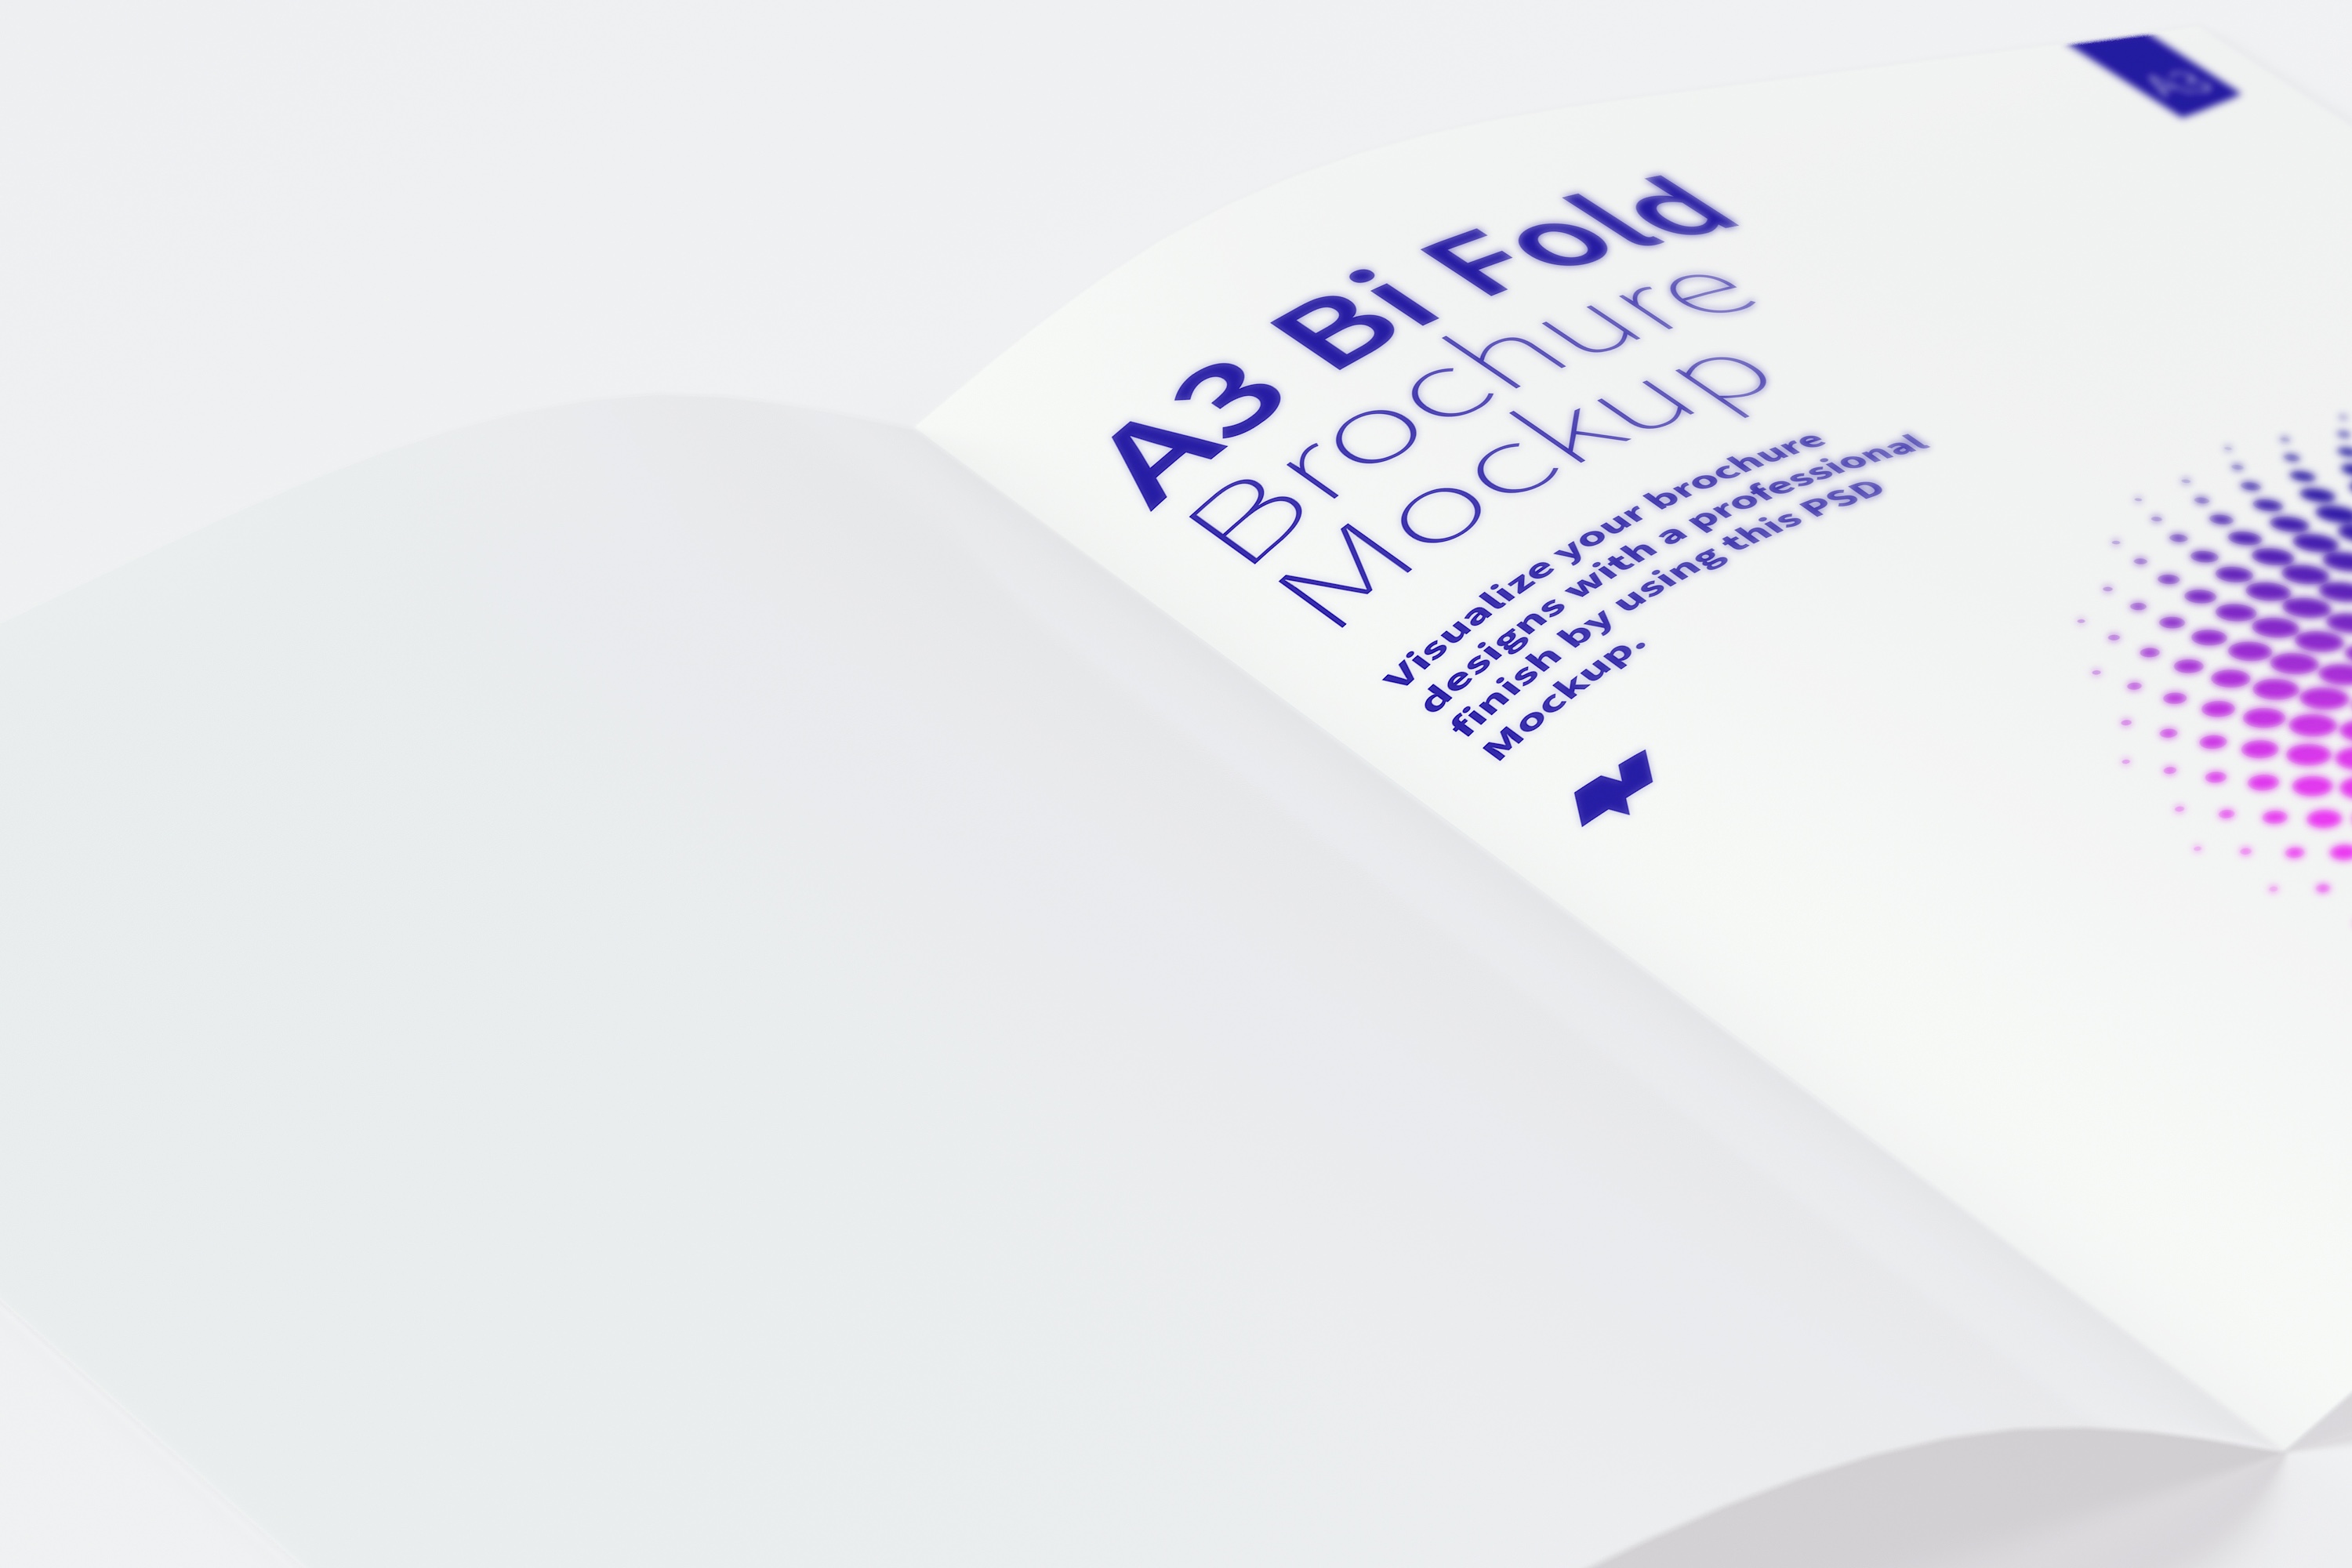 A3
A3 Bi Fold
Brochure
Mockup
Visualize your brochure
designs with a professional
finish by using this PSD
Mockup.